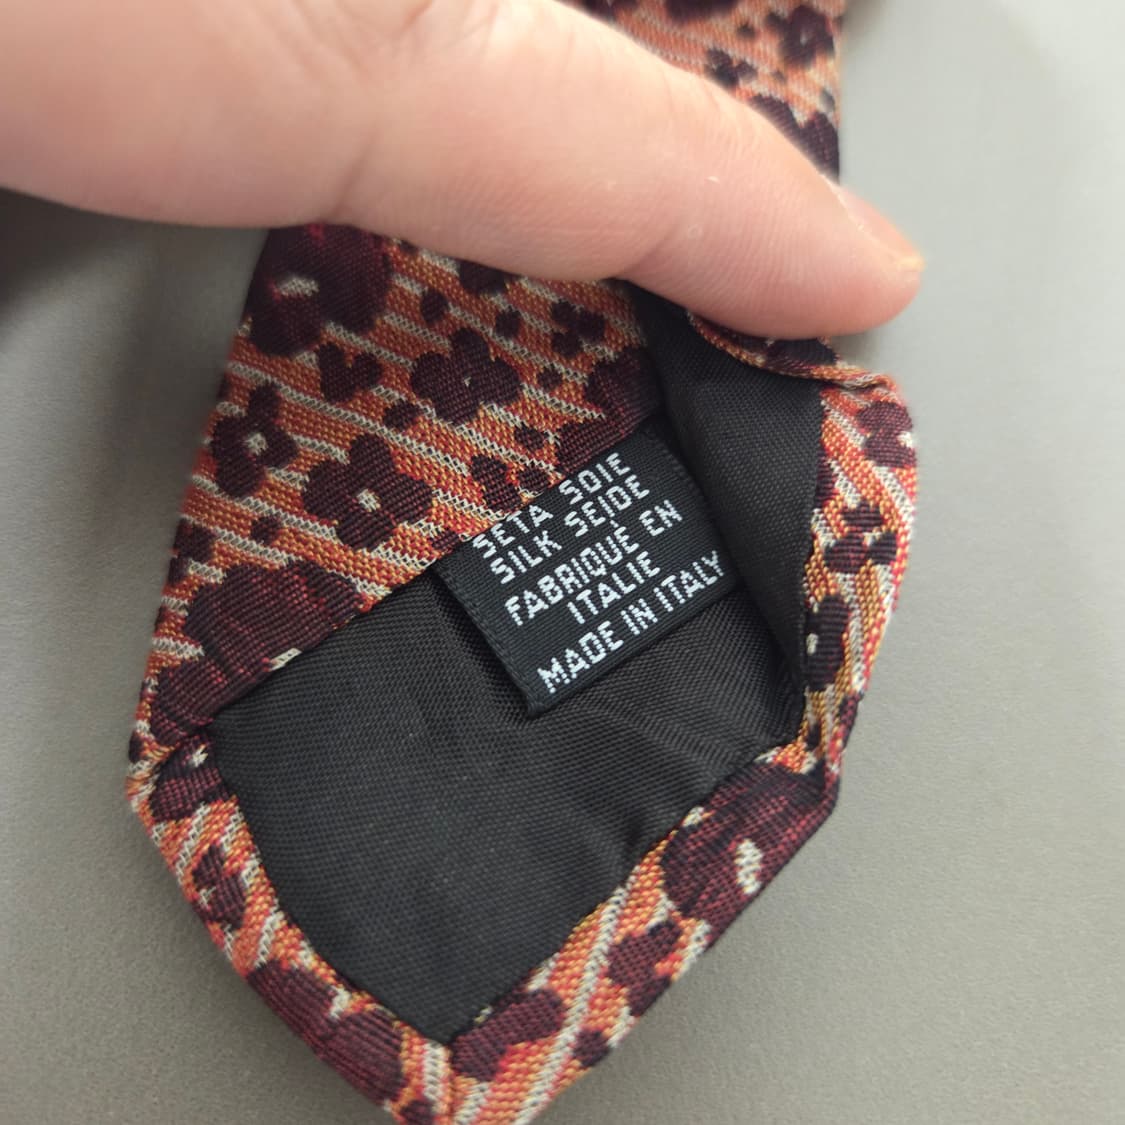 SETA SOIE
SILK SEIDE
FABRIQUÉ EN
ITALIE
MADE IN ITALY